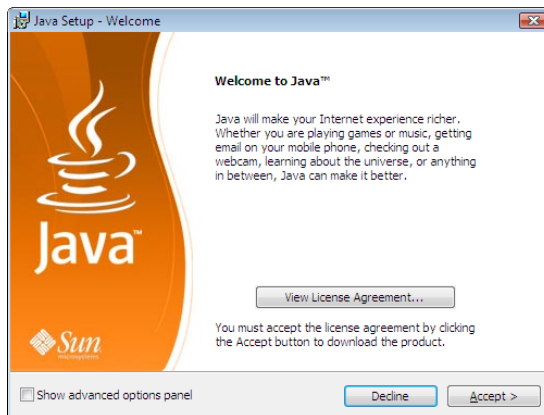 Java Setup - Welcome
Welcome to Java™
Java will make your Internet experience richer.
Whether you are playing games or music, getting
email on your mobile phone, checking out a
webcam, learning about the universe, or anything
in between, Java can make it better.
Java™
View License Agreement...
You must accept the license agreement by clicking
the Accept button to download the product.
Sun
microsystems
Show advanced options panel
Decline
Accept >